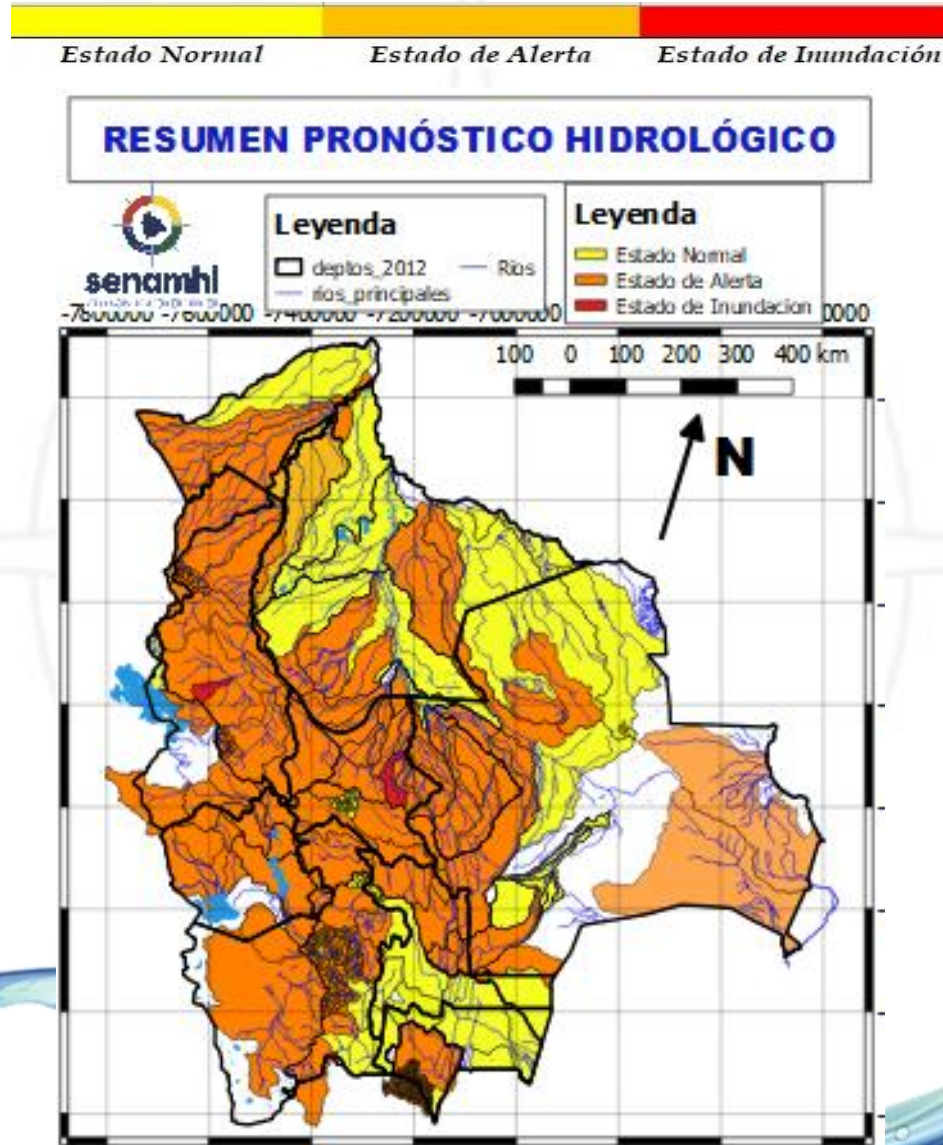 Estado Normal Estado de Alerta Estado de Inundación
RESUMEN PRONÓSTICO HIDROLÓGICO
senamhi
Leyenda
deptos_2012 Rios
rios_principales
Leyenda
Estado Normal
Estado de Alerta
Estado de Inundacion
-7800000 -7600000 -7400000 -7200000 -7000000 0000
100 0 100 200 300 400 km
N